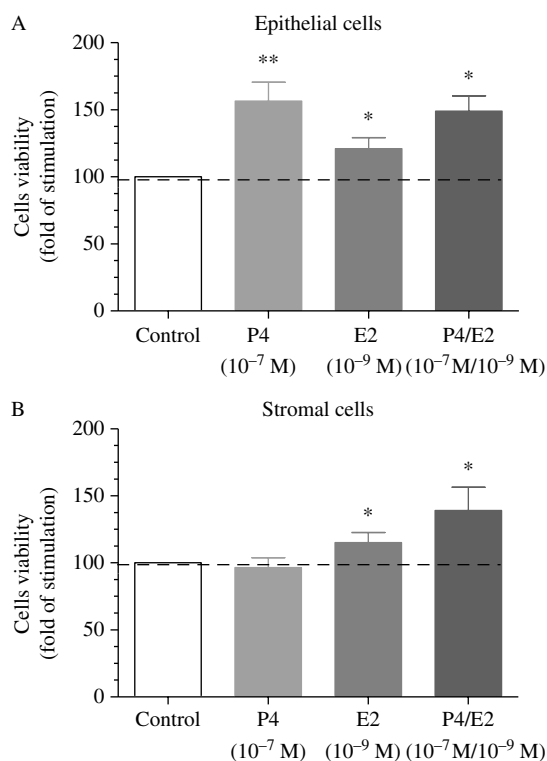 A
Epithelial cells
Cells viability
(fold of stimulation)
200
150
100
50
0
**
*
*
Control
P4
E2
P4/E2
(10⁻⁷ M)
(10⁻⁹ M)
(10⁻⁷M/10⁻⁹ M)
B
Stromal cells
Cells viability
(fold of stimulation)
200
150
100
50
0
*
*
Control
P4
E2
P4/E2
(10⁻⁷ M)
(10⁻⁹ M)
(10⁻⁷M/10⁻⁹ M)